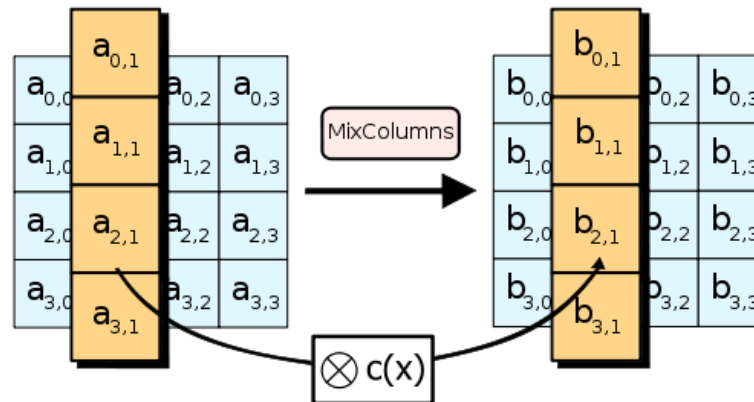 a0,1 b0,1
a0,0 a0,2 a0,3 b0,0 b0,2 b0,3
MixColumns
a1,1 b1,1
a1,0 a1,2 a1,3 b1,0 b1,2 b1,3
a2,1 b2,1
a2,0 a2,2 a2,3 b2,0 b2,2 b2,3
a3,0 a3,2 a3,3 b3,0 b3,2 b3,3
a3,1 b3,1
⊗ c(x)